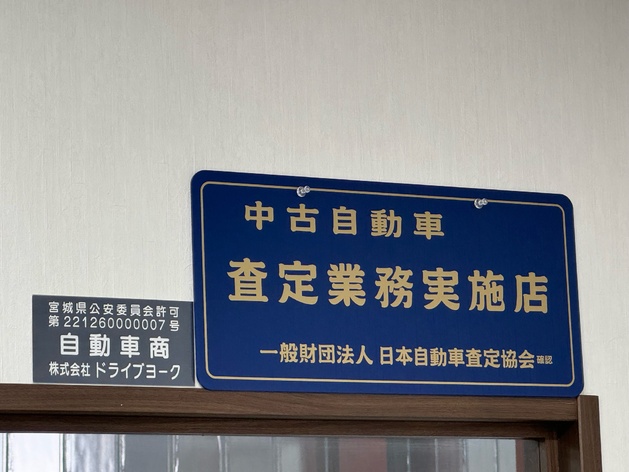 中古自動車
査定業務実施店
一般財団法人 日本自動車査定協会確認
宮城県公安委員会許可
第221260000007号
自動車商
株式会社 ドライブヨーク